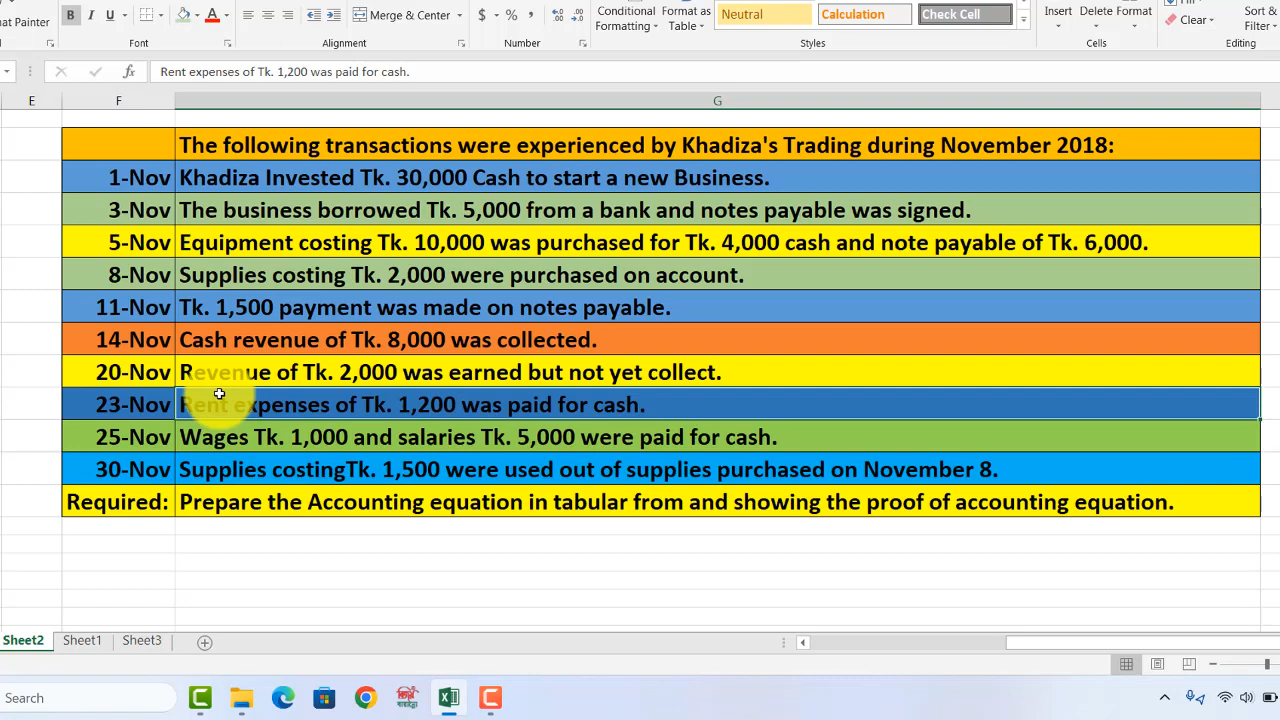 at Painter
B I U A
Merge & Center
$ % ,
Conditional Formatting
Format as Table
Neutral
Calculation
Check Cell
Insert Delete Format
Clear
Sort &
Filter
Font
Alignment
Number
Styles
Cells
Editing
fx Rent expenses of Tk. 1,200 was paid for cash.
E F G
The following transactions were experienced by Khadiza's Trading during November 2018:
1-Nov Khadiza Invested Tk. 30,000 Cash to start a new Business.
3-Nov The business borrowed Tk. 5,000 from a bank and notes payable was signed.
5-Nov Equipment costing Tk. 10,000 was purchased for Tk. 4,000 cash and note payable of Tk. 6,000.
8-Nov Supplies costing Tk. 2,000 were purchased on account.
11-Nov Tk. 1,500 payment was made on notes payable.
14-Nov Cash revenue of Tk. 8,000 was collected.
20-Nov Revenue of Tk. 2,000 was earned but not yet collect.
23-Nov Rent expenses of Tk. 1,200 was paid for cash.
25-Nov Wages Tk. 1,000 and salaries Tk. 5,000 were paid for cash.
30-Nov Supplies costingTk. 1,500 were used out of supplies purchased on November 8.
Required: Prepare the Accounting equation in tabular from and showing the proof of accounting equation.
Sheet2 Sheet1 Sheet3
Search